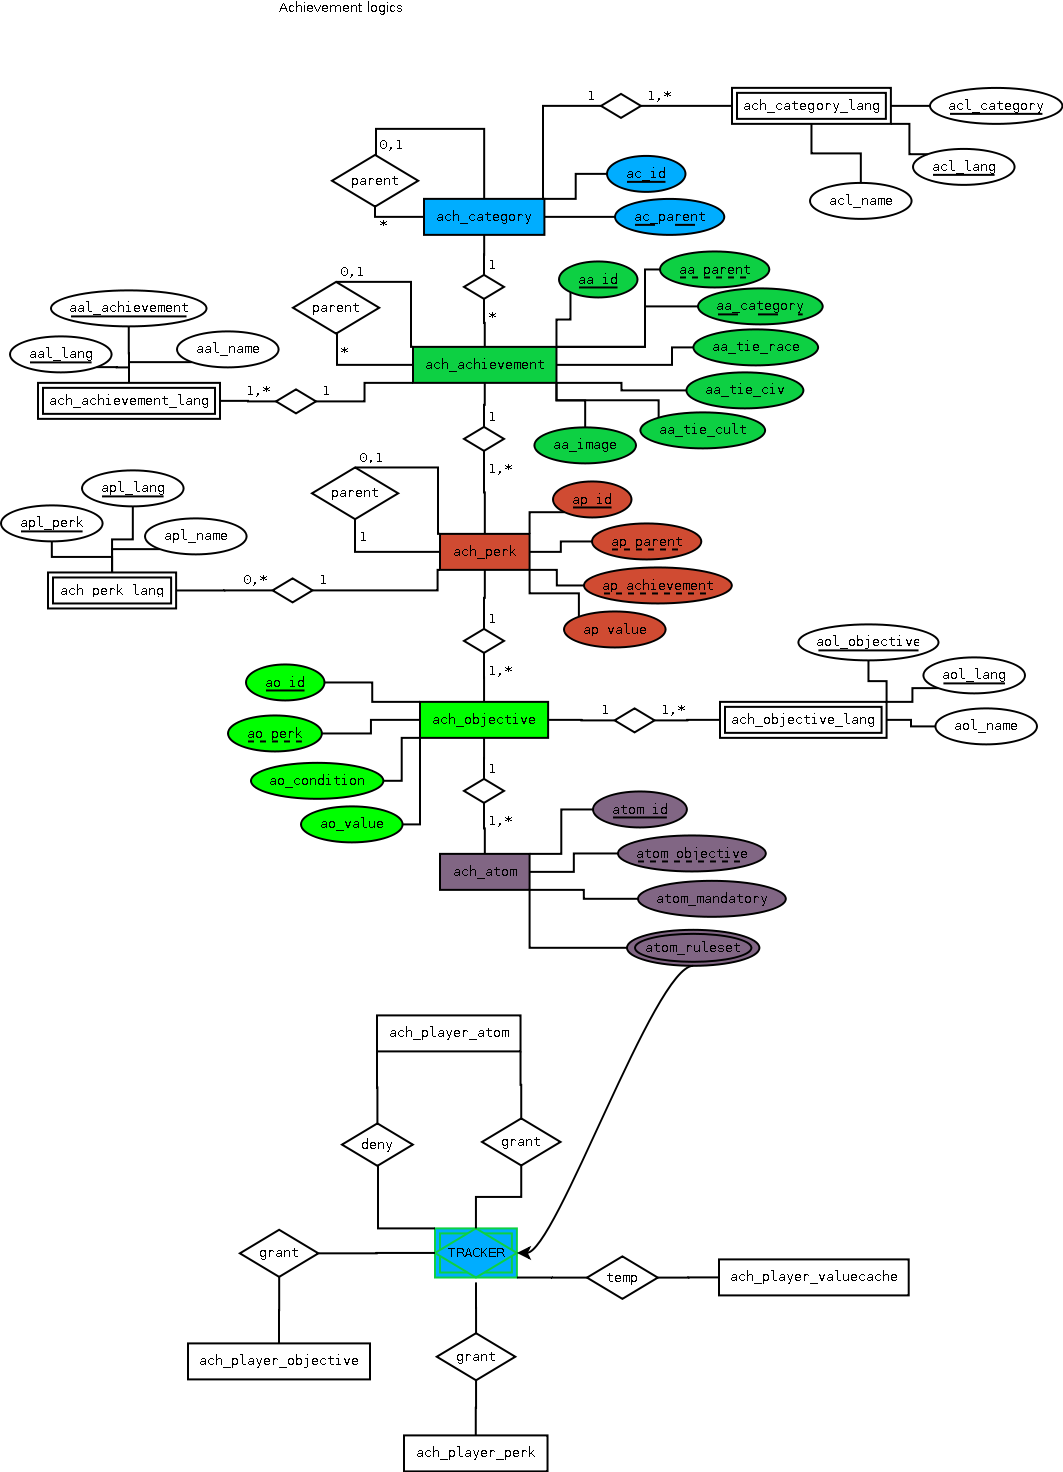 Achievement logics
1
1,*
ach_category_lang
acl_category
0,1
parent
ac_id
acl_lang
acl_name
ach_category
ac_parent
*
1
0,1
aa_id
aa_parent
parent
aal_achievement
aa_category
*
aal_lang
aal_name
*
aa_tie_race
ach_achievement
ach_achievement_lang
1,*
1
aa_tie_civ
1
aa_image
aa_tie_cult
0,1
1,*
apl_lang
parent
ap_id
apl_perk
apl_name
1
ap_parent
ach_perk
ach_perk_lang
0,*
1
ap_achievement
1
ap_value
aol_objective
1,*
ao_id
aol_lang
ach_objective
1
1,*
ach_objective_lang
aol_name
ao_perk
1
ao_condition
atom_id
ao_value
1,*
atom_objective
ach_atom
atom_mandatory
atom_ruleset
ach_player_atom
deny
grant
grant
TRACKER
temp
ach_player_valuecache
grant
ach_player_objective
ach_player_perk